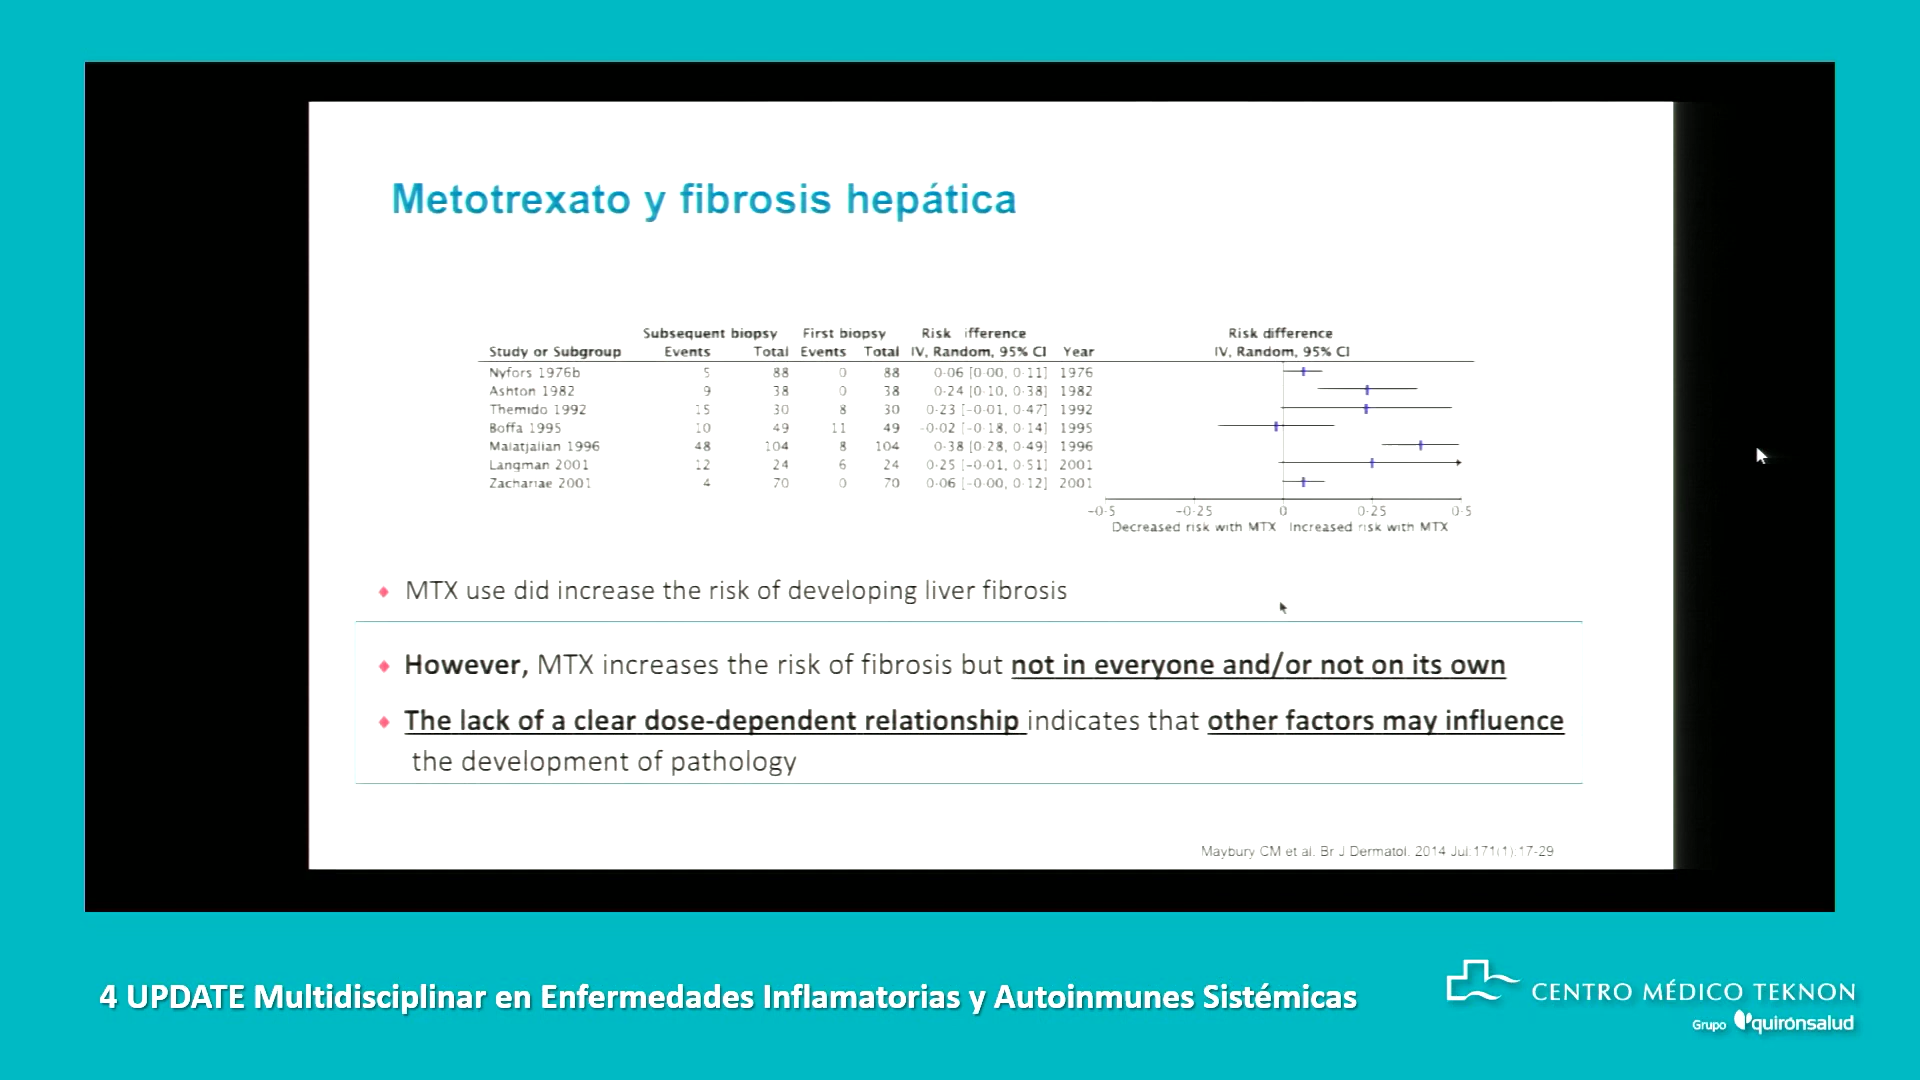 Metotrexato y fibrosis hepática
Subsequent biopsy First biopsy Risk ifference Risk difference
Study or Subgroup Events Total Events Total IV, Random, 95% CI Year IV, Random, 95% CI
Nyfors 1976b 5 88 0 88 0·06 [0·00, 0·11] 1976
Ashton 1982 9 38 0 38 0·24 [0·10, 0·38] 1982
Themido 1992 15 30 8 30 0·23 [-0·01, 0·47] 1992
Boffa 1995 10 49 11 49 -0·02 [-0·18, 0·14] 1995
Malatjalian 1996 48 104 8 104 0·38 [0·28, 0·49] 1996
Langman 2001 12 24 6 24 0·25 [-0·01, 0·51] 2001
Zachariae 2001 4 70 0 70 0·06 [-0·00, 0·12] 2001
-0·5 -0·25 0 0·25 0·5
Decreased risk with MTX Increased risk with MTX
MTX use did increase the risk of developing liver fibrosis
However, MTX increases the risk of fibrosis but not in everyone and/or not on its own
The lack of a clear dose-dependent relationship indicates that other factors may influence
the development of pathology
Maybury CM et al. Br J Dermatol. 2014 Jul;171(1):17-29
4 UPDATE Multidisciplinar en Enfermedades Inflamatorias y Autoinmunes Sistémicas
CENTRO MÉDICO TEKNON
Grupo quirónsalud